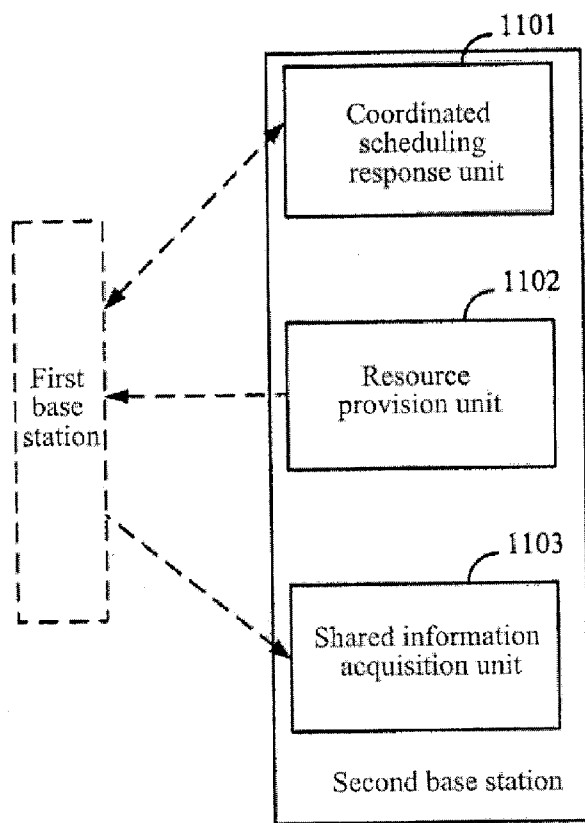 1101
Coordinated
scheduling
response unit
1102
First
base
station
Resource
provision unit
1103
Shared information
acquisition unit
Second base station